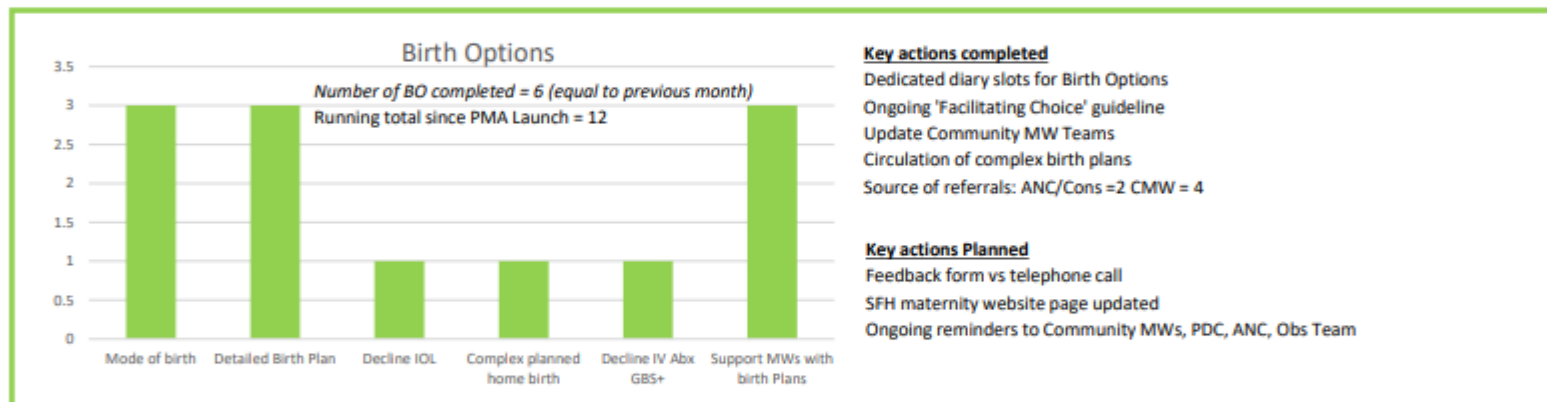 Birth Options
Number of BO completed = 6 (equal to previous month)
Running total since PMA Launch = 12
3.5
3
2.5
2
1.5
1
0.5
0
Mode of birth
Detailed Birth Plan
Decline IOL
Complex planned
home birth
Decline IV Abx
GBS+
Support MWs with
birth Plans
Key actions completed
Dedicated diary slots for Birth Options
Ongoing 'Facilitating Choice' guideline
Update Community MW Teams
Circulation of complex birth plans
Source of referrals: ANC/Cons =2 CMW = 4
Key actions Planned
Feedback form vs telephone call
SFH maternity website page updated
Ongoing reminders to Community MWs, PDC, ANC, Obs Team